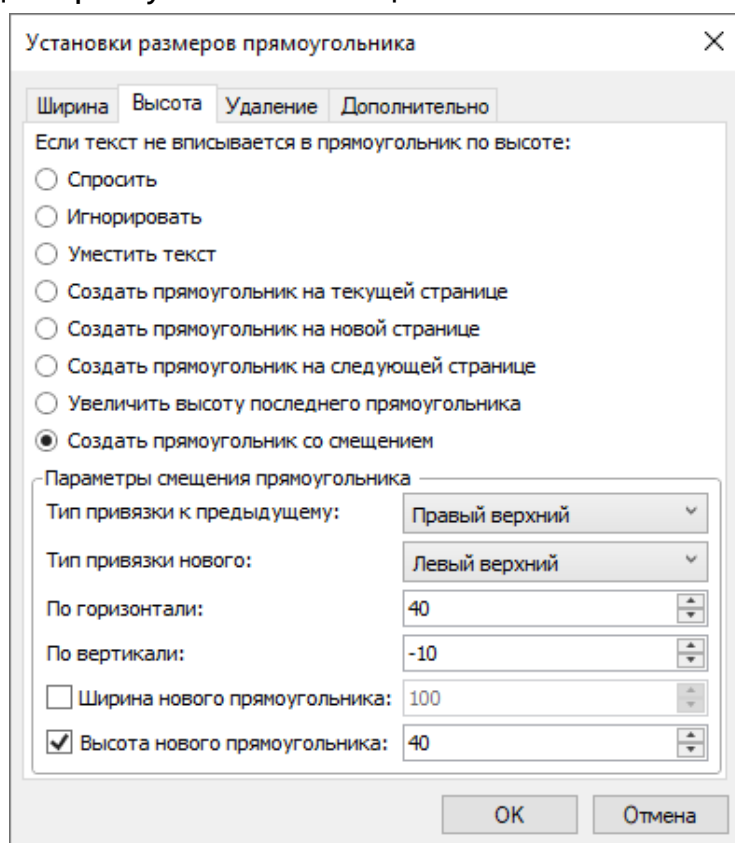 Установки размеров прямоугольника
Ширина Высота Удаление Дополнительно
Если текст не вписывается в прямоугольник по высоте:
Спросить
Игнорировать
Уместить текст
Создать прямоугольник на текущей странице
Создать прямоугольник на новой странице
Создать прямоугольник на следующей странице
Увеличить высоту последнего прямоугольника
Создать прямоугольник со смещением
Параметры смещения прямоугольника
Тип привязки к предыдущему: Правый верхний
Тип привязки нового: Левый верхний
По горизонтали: 40
По вертикали: -10
Ширина нового прямоугольника: 100
Высота нового прямоугольника: 40
OK Отмена